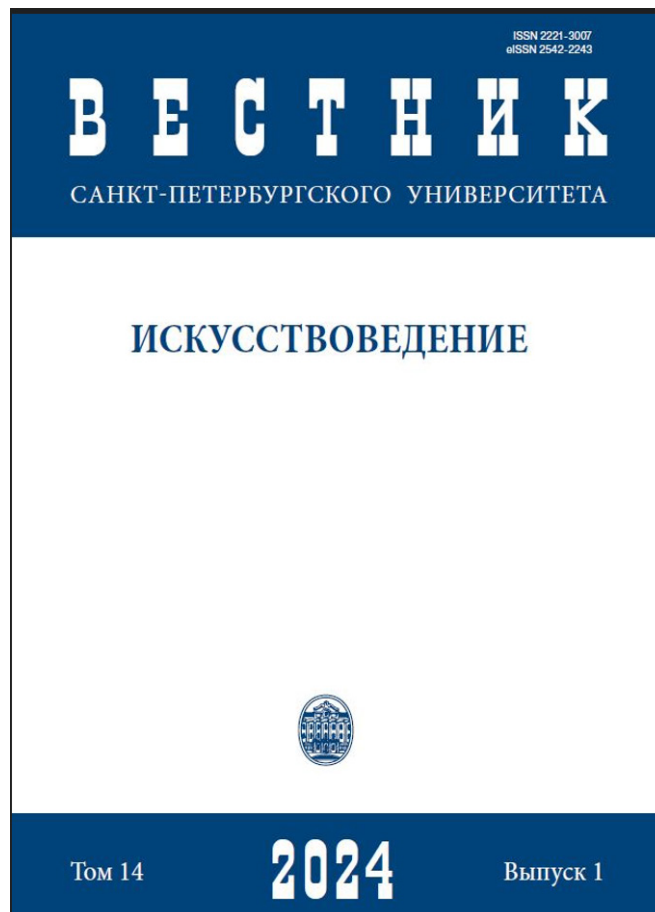 ISSN 2221-3007
eISSN 2542-2243
ВЕСТНИК
САНКТ-ПЕТЕРБУРГСКОГО УНИВЕРСИТЕТА
ИСКУССТВОВЕДЕНИЕ
Том 14 2024 Выпуск 1